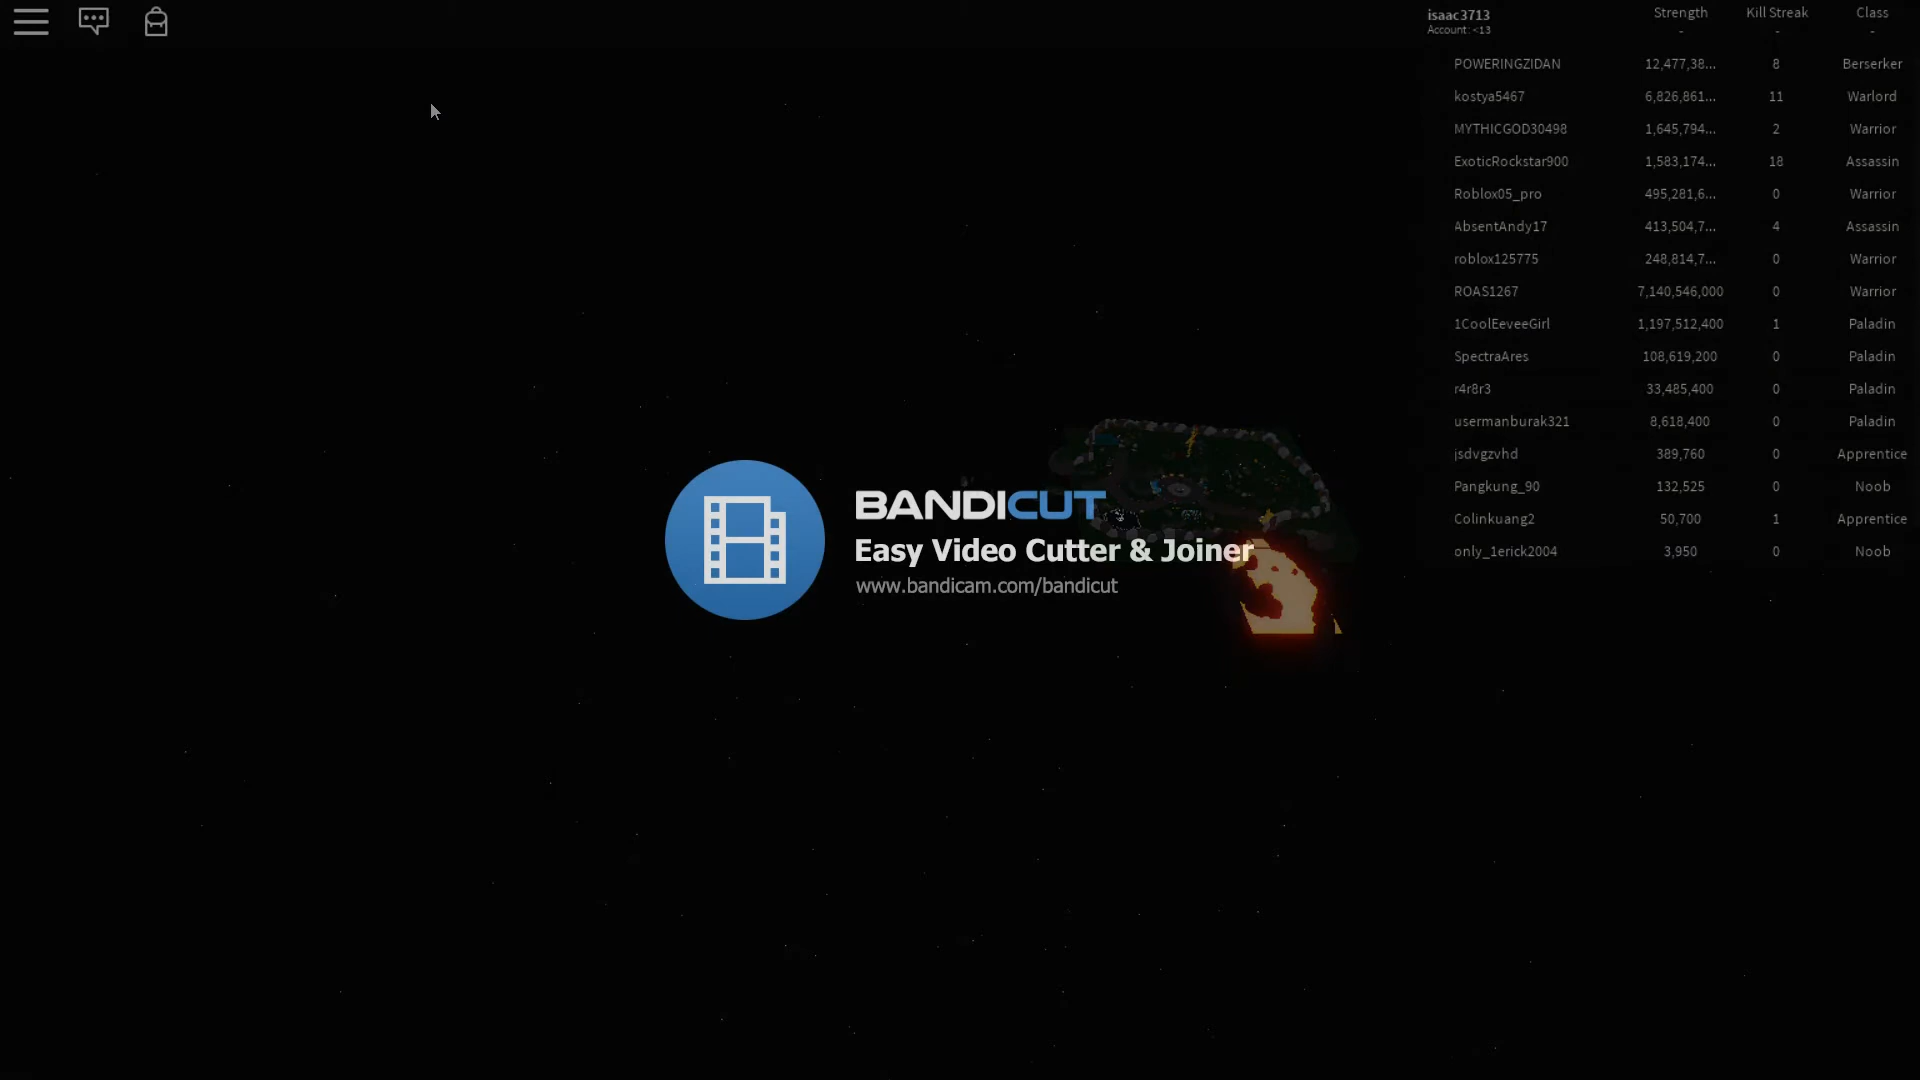 isaac3713 Strength Kill Streak Class
Account: <13 - - -
POWERINGZIDAN 12,477,38... 8 Berserker
kostya5467 6,826,861... 11 Warlord
MYTHICGOD30498 1,645,794... 2 Warrior
ExoticRockstar900 1,583,174... 18 Assassin
Roblox05_pro 495,281,6... 0 Warrior
AbsentAndy17 413,504,7... 4 Assassin
roblox125775 248,814,7... 0 Warrior
ROAS1267 7,140,546,000 0 Warrior
1CoolEeveeGirl 1,197,512,400 1 Paladin
SpectraAres 108,619,200 0 Paladin
r4r8r3 33,485,400 0 Paladin
usermanburak321 8,618,400 0 Paladin
jsdvgzvhd 389,760 0 Apprentice
Pangkung_90 132,525 0 Noob
Colinkuang2 50,700 1 Apprentice
only_1erick2004 3,950 0 Noob
BANDICUT
Easy Video Cutter & Joiner
www.bandicam.com/bandicut